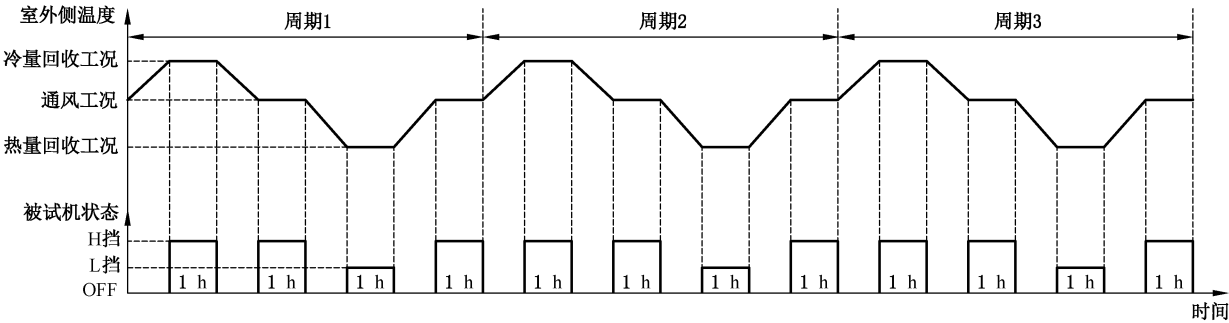 室外侧温度
周期1
周期2
周期3
冷量回收工况
通风工况
热量回收工况
被试机状态
H挡
L挡
OFF
1 h
1 h
1 h
1 h
1 h
1 h
1 h
1 h
1 h
1 h
1 h
1 h
时间